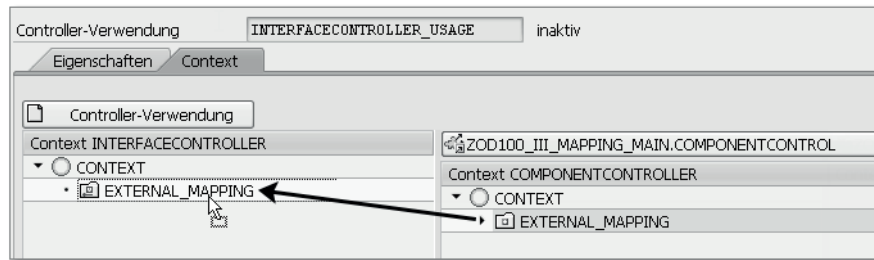 Controller-Verwendung INTERFACECONTROLLER_USAGE inaktiv
Eigenschaften Context
Controller-Verwendung
Context INTERFACECONTROLLER
CONTEXT
EXTERNAL_MAPPING
ZOD100_III_MAPPING_MAIN.COMPONENTCONTROL
Context COMPONENTCONTROLLER
CONTEXT
EXTERNAL_MAPPING